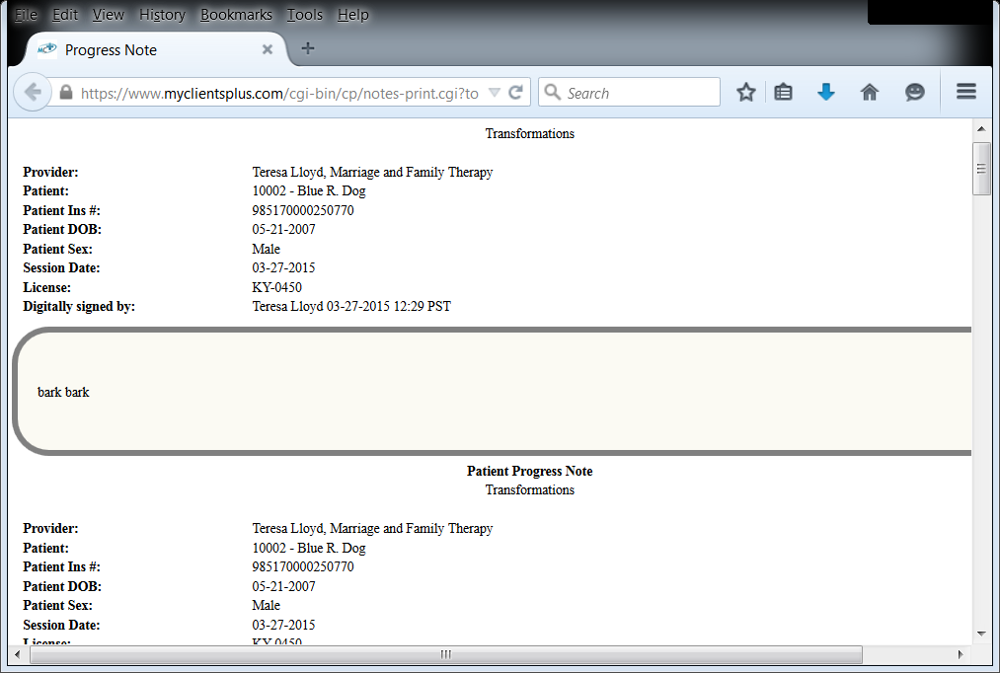 File Edit View History Bookmarks Tools Help
Progress Note
https://www.myclientsplus.com/cgi-bin/cp/notes-print.cgi?to
Search
Transformations
Provider: Teresa Lloyd, Marriage and Family Therapy
Patient: 10002 - Blue R. Dog
Patient Ins #: 985170000250770
Patient DOB: 05-21-2007
Patient Sex: Male
Session Date: 03-27-2015
License: KY-0450
Digitally signed by: Teresa Lloyd 03-27-2015 12:29 PST
bark bark
Patient Progress Note
Transformations
Provider: Teresa Lloyd, Marriage and Family Therapy
Patient: 10002 - Blue R. Dog
Patient Ins #: 985170000250770
Patient DOB: 05-21-2007
Patient Sex: Male
Session Date: 03-27-2015
License: KY-0450